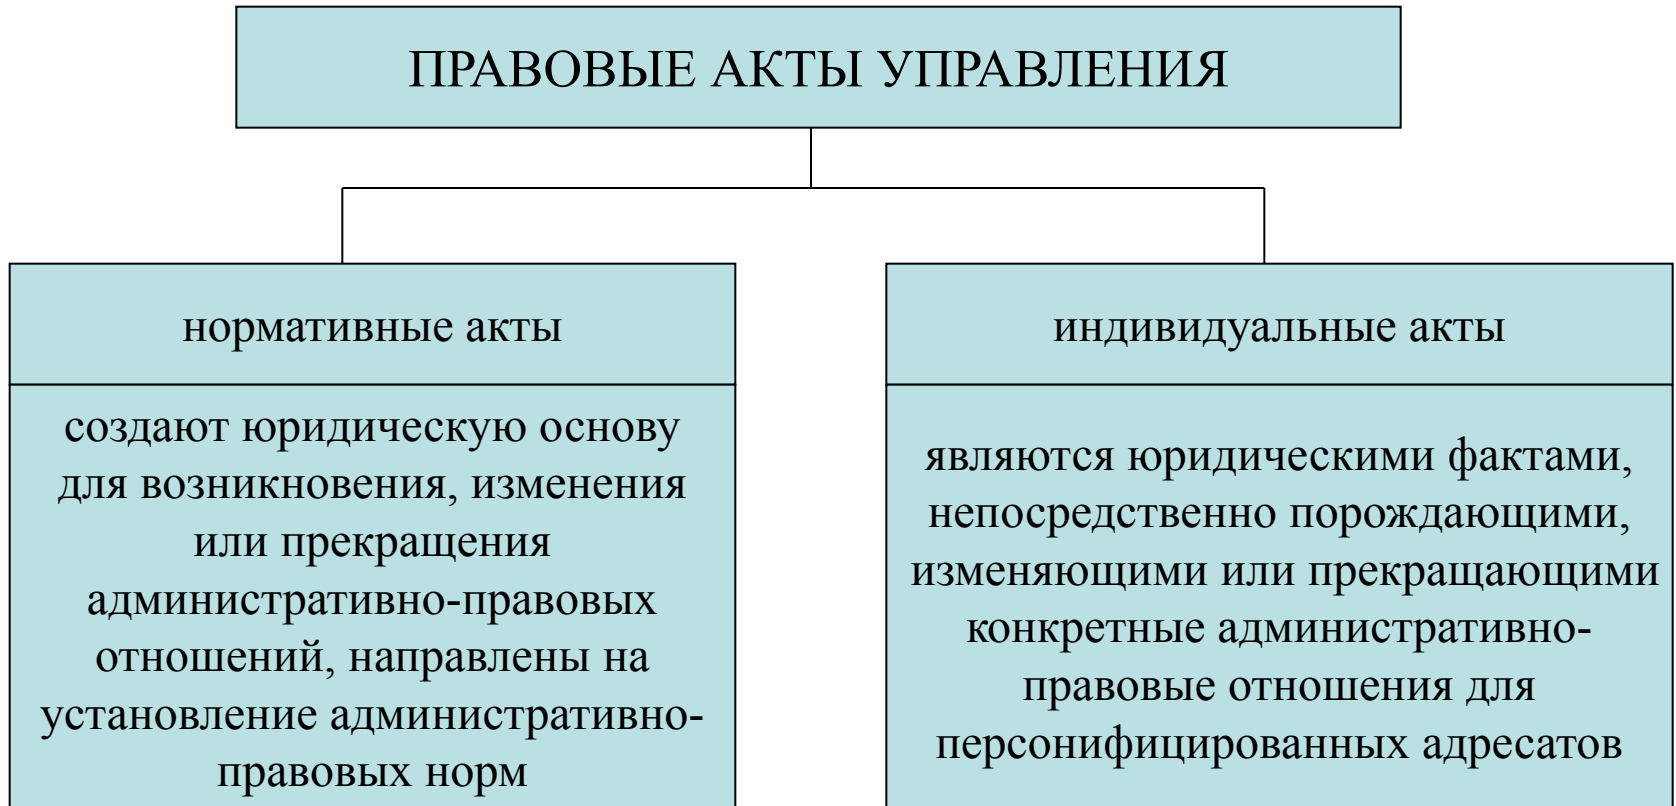 ПРАВОВЫЕ АКТЫ УПРАВЛЕНИЯ
нормативные акты
создают юридическую основу
для возникновения, изменения
или прекращения
административно-правовых
отношений, направлены на
установление административно-
правовых норм
индивидуальные акты
являются юридическими фактами,
непосредственно порождающими,
изменяющими или прекращающими
конкретные административно-
правовые отношения для
персонифицированных адресатов